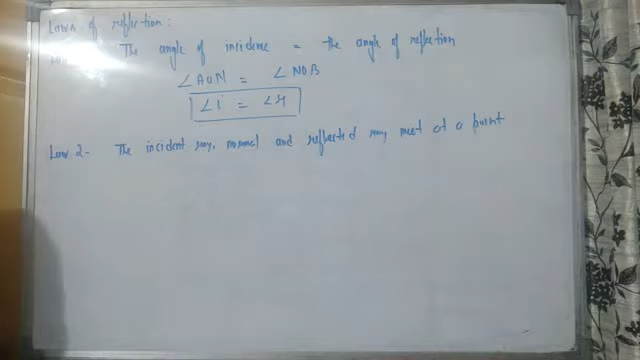 Laws of reflection:
The angle of incidence = the angle of reflection
∠AON = ∠NOB
∠i = ∠r
Law 2- The incident ray, normal and reflected ray meet at a point